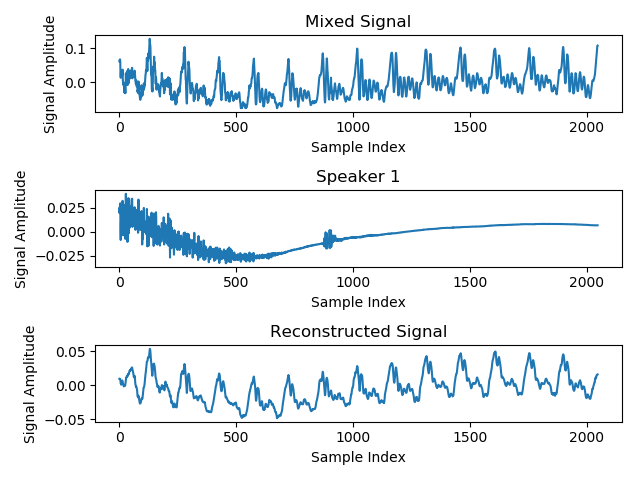 Mixed Signal
Signal Amplitude
0.1
0.0
0 500 1000 1500 2000
Sample Index
Speaker 1
Signal Amplitude
0.025
0.000
−0.025
0 500 1000 1500 2000
Sample Index
Reconstructed Signal
Signal Amplitude
0.05
0.00
−0.05
0 500 1000 1500 2000
Sample Index